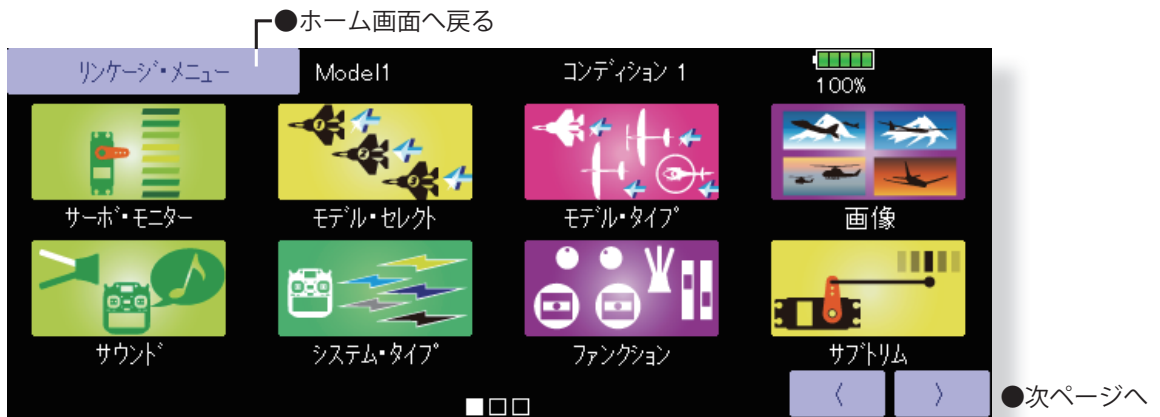 ●ホーム画面へ戻る
リンケージ・メニュー Model1 コンディション 1 100%
サーボ・モニター モデル・セレクト モデル・タイプ 画像
サウンド システム・タイプ ファンクション サブトリム
〈 〉 ●次ページへ